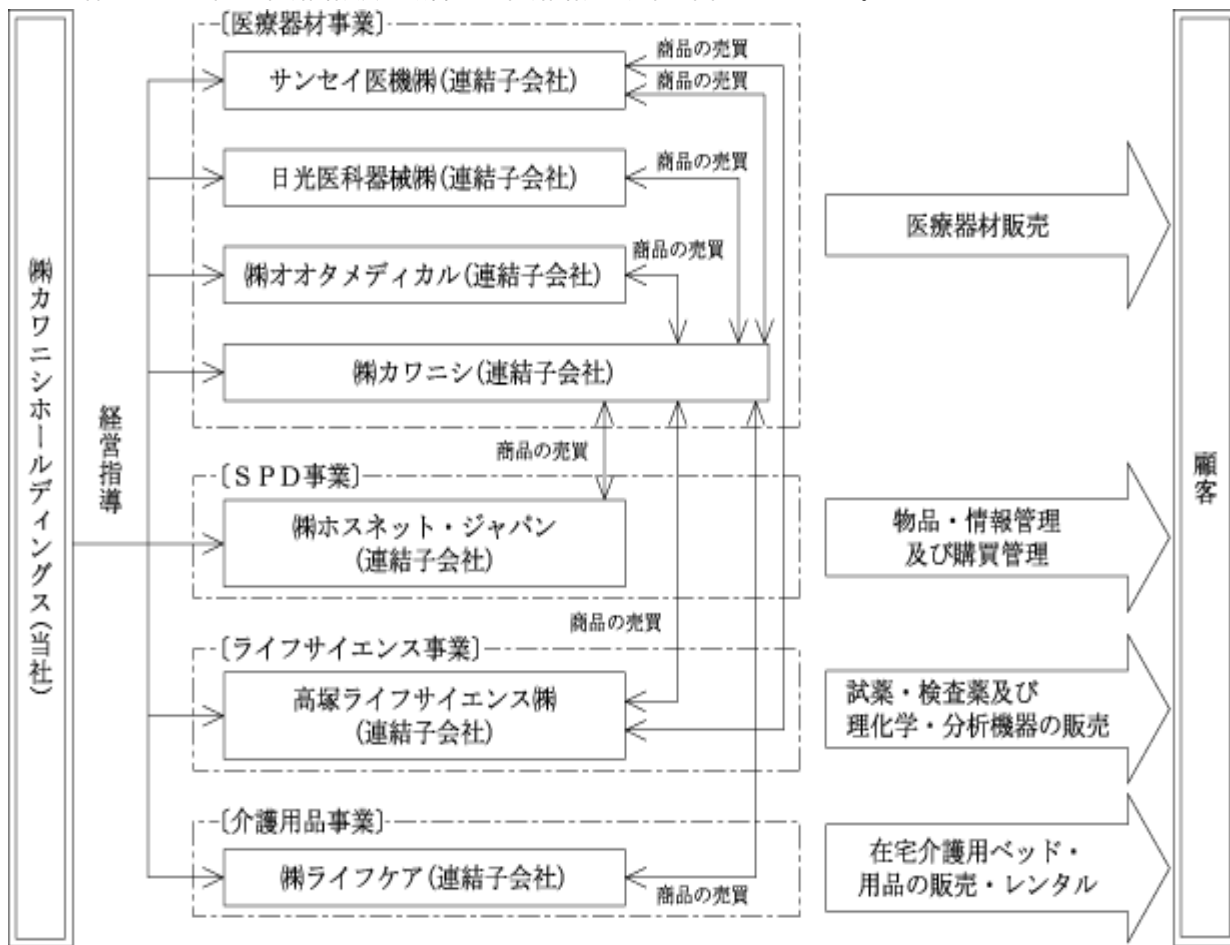 ㈱カワニシホールディングス(当社)
経営指導
〔医療器材事業〕
商品の売買
サンセイ医機㈱(連結子会社)
商品の売買
日光医科器械㈱(連結子会社)
商品の売買
商品の売買
㈱オオタメディカル(連結子会社)
㈱カワニシ(連結子会社)
医療器材販売
商品の売買
〔ＳＰＤ事業〕
㈱ホスネット・ジャパン
(連結子会社)
物品・情報管理
及び購買管理
商品の売買
〔ライフサイエンス事業〕
高塚ライフサイエンス㈱
(連結子会社)
試薬・検査薬及び
理化学・分析機器の販売
〔介護用品事業〕
㈱ライフケア(連結子会社)
商品の売買
在宅介護用ベッド・
用品の販売・レンタル
顧客